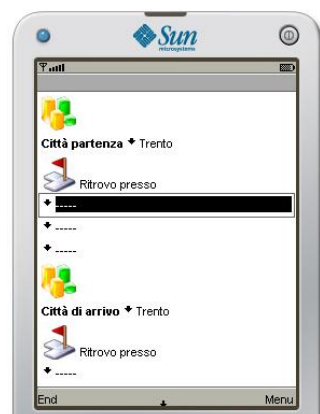 Sun
microsystems
Città partenza Trento
Ritrovo presso
-----
-----
-----
Città di arrivo Trento
Ritrovo presso
-----
End Menu